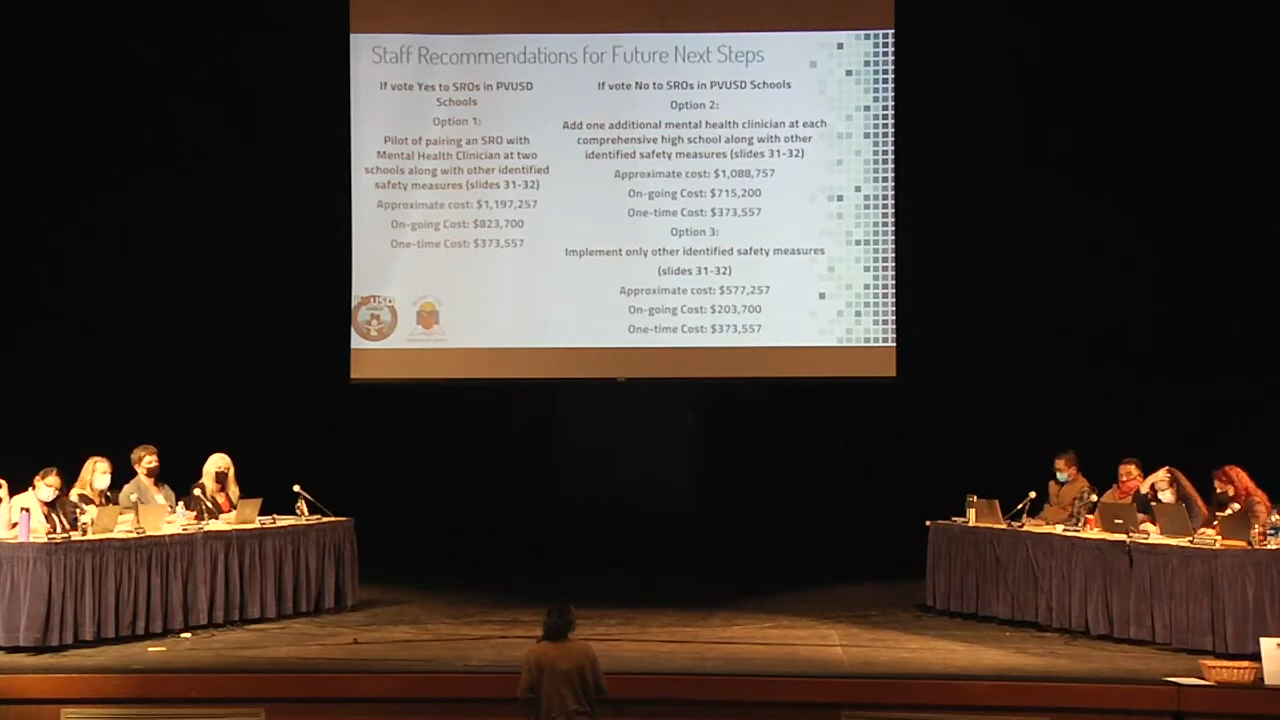 Staff Recommendations for Future Next Steps
If vote Yes to SROs in PVUSD
Schools
Option 1:
Pilot of pairing an SRO with
Mental Health Clinician at two
schools along with other identified
safety measures (slides 31-32)
Approximate cost: $1,197,257
On-going Cost: $823,700
One-time Cost: $373,557
If vote No to SROs in PVUSD Schools
Option 2:
Add one additional mental health clinician at each
comprehensive high school along with other
identified safety measures (slides 31-32)
Approximate cost: $1,088,757
On-going Cost: $715,200
One-time Cost: $373,557
Option 3:
Implement only other identified safety measures
(slides 31-32)
Approximate cost: $577,257
On-going Cost: $203,700
One-time Cost: $373,557